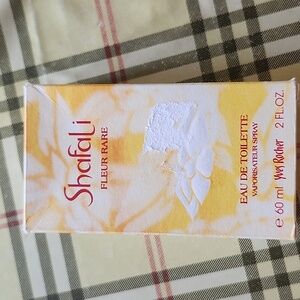 Shafali
FLEUR RARE
EAU DE TOILETTE
VAPORISATEUR SPRAY
e 60 ml Yves Rocher 2 FL.OZ.